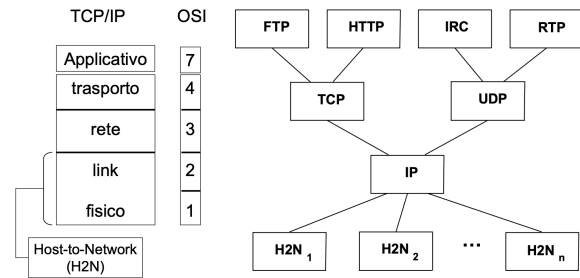 TCP/IP OSI
Applicativo 7
trasporto 4
rete 3
link 2
fisico 1
Host-to-Network
(H2N)
FTP HTTP IRC RTP
TCP UDP
IP
H2N 1 H2N 2 ... H2N n